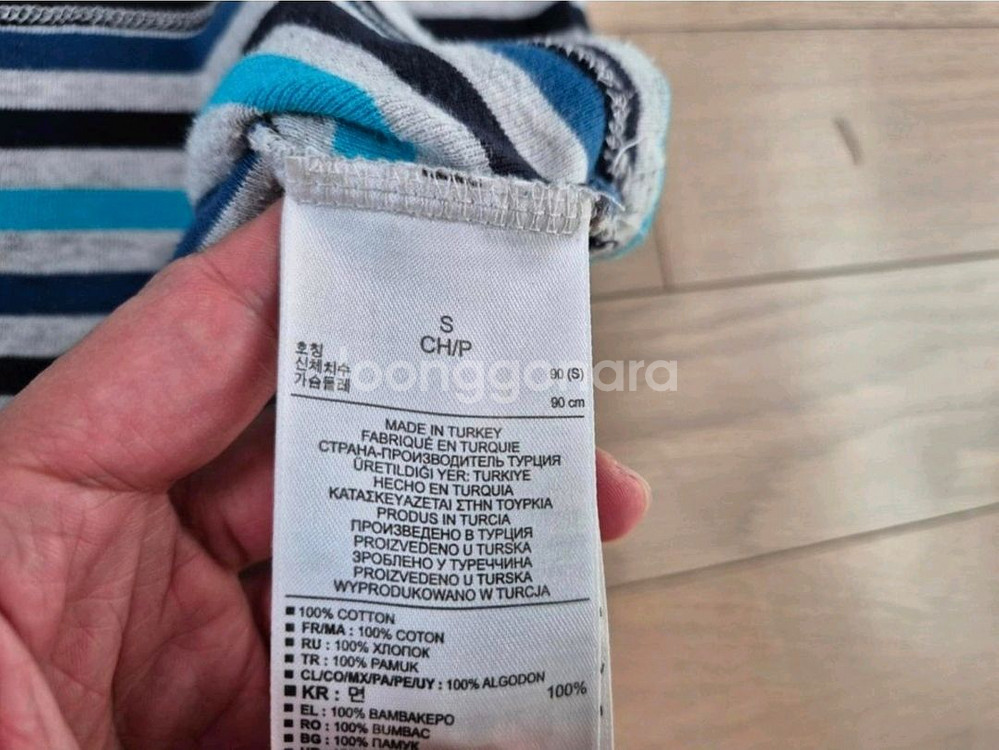 S
CH/P
호칭
신체치수 90 (S)
가슴둘레 90 cm
bonggaejangtara
MADE IN TURKEY
FABRIQUÉ EN TURQUIE
СТРАНА-ПРОИЗВОДИТЕЛЬ ТУРЦИЯ
ÜRETILDIĞI YER: TURKIYE
HECHO EN TURQUIA
ΚΑΤΑΣΚΕΥΑΖΕΤΑΙ ΣΤΗΝ ΤΟΥΡΚΙΑ
PRODUS IN TURCIA
ПРОИЗВЕДЕНО В ТУРЦИЯ
PROIZVEDENO U TURSKA
ЗРОБЛЕНО У ТУРЕЧЧИНА
PROIZVEDENO U TURSKA
WYPRODUKOWANO W TURCJA
100% COTTON
FR/MA : 100% COTON
RU : 100% ХЛОПОК
TR : 100% PAMUK
CL/CO/MX/PA/PE/UY : 100% ALGODON
KR : 면 100%
EL : 100% ΒΑΜΒΑΚΕΡΟ
RO : 100% BUMBAC
BG : 100% ПАМУК